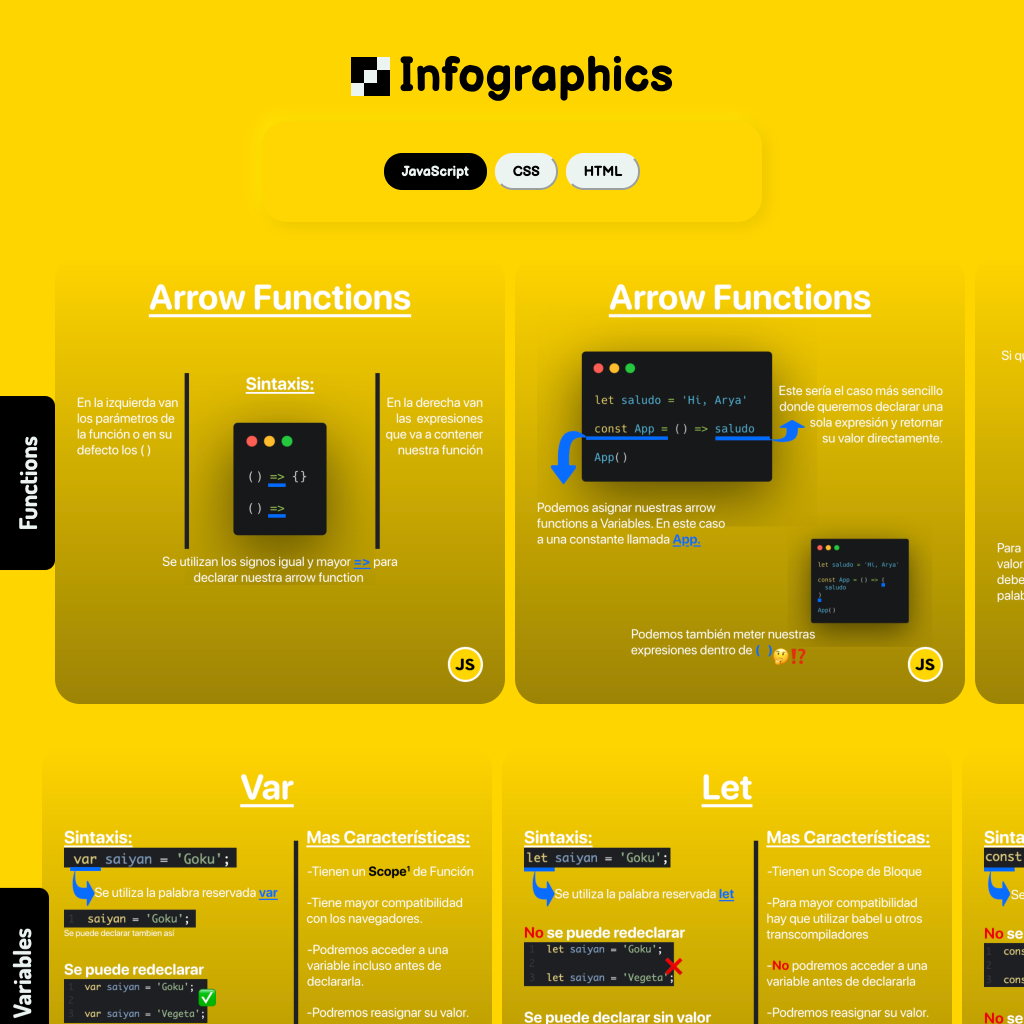 Infographics
JavaScript
CSS
HTML
Functions
Arrow Functions
En la izquierda van
los parámetros de
la función o en su
defecto los ( )
Sintaxis:
() => {}
() =>
En la derecha van
las expresiones
que va a contener
nuestra función
Se utilizan los signos igual y mayor => para
declarar nuestra arrow function
JS
Arrow Functions
let saludo = 'Hi, Arya'
const App = () => saludo
App()
Este sería el caso más sencillo
donde queremos declarar una
sola expresión y retornar
su valor directamente.
Podemos asignar nuestras arrow
functions a Variables. En este caso
a una constante llamada App.
let saludo = 'Hi, Arya'
const App = () => (
saludo
)
App()
Podemos también meter nuestras
expresiones dentro de ( ) 🤔⁉️
JS
Si qu
Para
valor
debe
palab
Variables
Var
Sintaxis:
var saiyan = 'Goku';
Se utiliza la palabra reservada var
1 saiyan = 'Goku';
Se puede declarar tambien así
Se puede redeclarar
1 var saiyan = 'Goku';
2
3 var saiyan = 'Vegeta';
Mas Características:
-Tienen un Scope¹ de Función
-Tiene mayor compatibilidad
con los navegadores.
-Podremos acceder a una
variable incluso antes de
declararla.
-Podremos reasignar su valor.
Let
Sintaxis:
let saiyan = 'Goku';
Se utiliza la palabra reservada let
No se puede redeclarar
1 let saiyan = 'Goku';
2
3 let saiyan = 'Vegeta';
Se puede declarar sin valor
Mas Características:
-Tienen un Scope de Bloque
-Para mayor compatibilidad
hay que utilizar babel u otros
transcompiladores
-No podremos acceder a una
variable antes de declararla
-Podremos reasignar su valor.
Sinta
const
Se
No se
1 cons
2
3 cons
No se